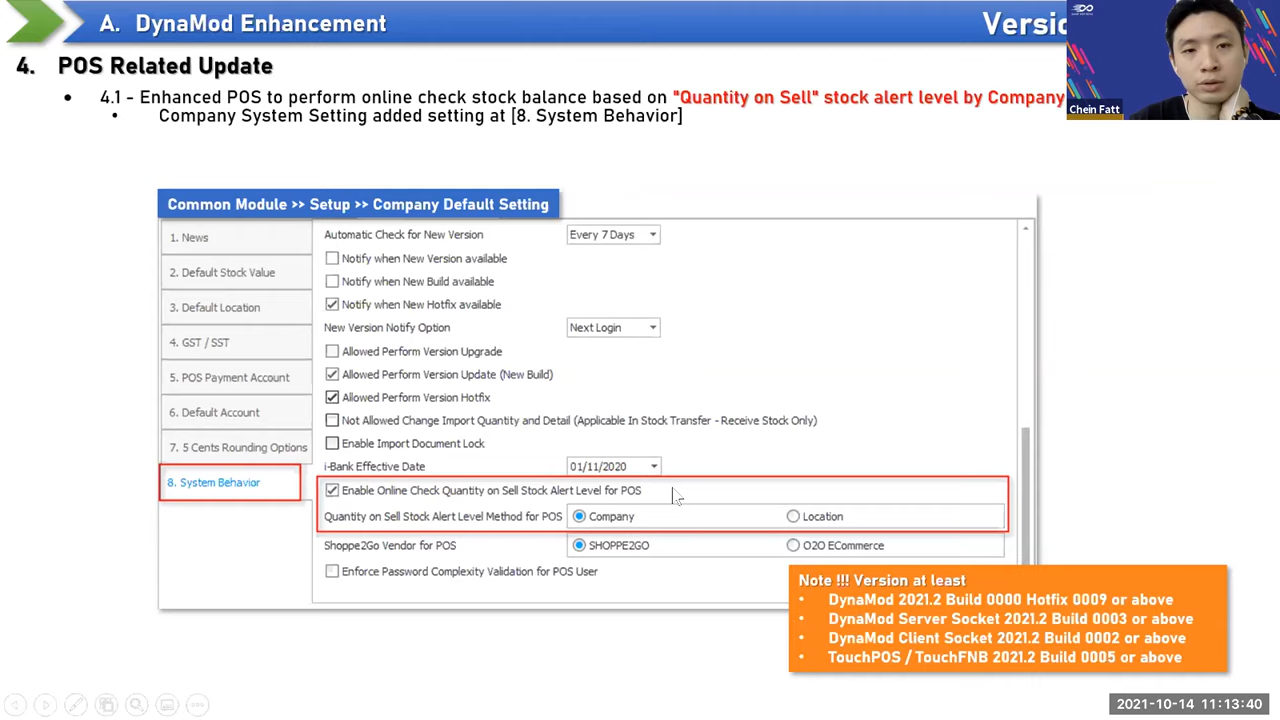 A. DynaMod Enhancement
Versio
4. POS Related Update
• 4.1 - Enhanced POS to perform online check stock balance based on "Quantity on Sell" stock alert level by Company
• Company System Setting added setting at [8. System Behavior]
Chein Fatt
Common Module >> Setup >> Company Default Setting
1. News
2. Default Stock Value
3. Default Location
4. GST / SST
5. POS Payment Account
6. Default Account
7. 5 Cents Rounding Options
8. System Behavior
Automatic Check for New Version Every 7 Days
Notify when New Version available
Notify when New Build available
Notify when New Hotfix available
New Version Notify Option Next Login
Allowed Perform Version Upgrade
Allowed Perform Version Update (New Build)
Allowed Perform Version Hotfix
Not Allowed Change Import Quantity and Detail (Applicable In Stock Transfer - Receive Stock Only)
Enable Import Document Lock
i-Bank Effective Date 01/11/2020
Enable Online Check Quantity on Sell Stock Alert Level for POS
Quantity on Sell Stock Alert Level Method for POS Company Location
Shoppe2Go Vendor for POS SHOPPE2GO O2O ECommerce
Enforce Password Complexity Validation for POS User
Note !!! Version at least
• DynaMod 2021.2 Build 0000 Hotfix 0009 or above
• DynaMod Server Socket 2021.2 Build 0003 or above
• DynaMod Client Socket 2021.2 Build 0002 or above
• TouchPOS / TouchFNB 2021.2 Build 0005 or above
2021-10-14 11:13:40